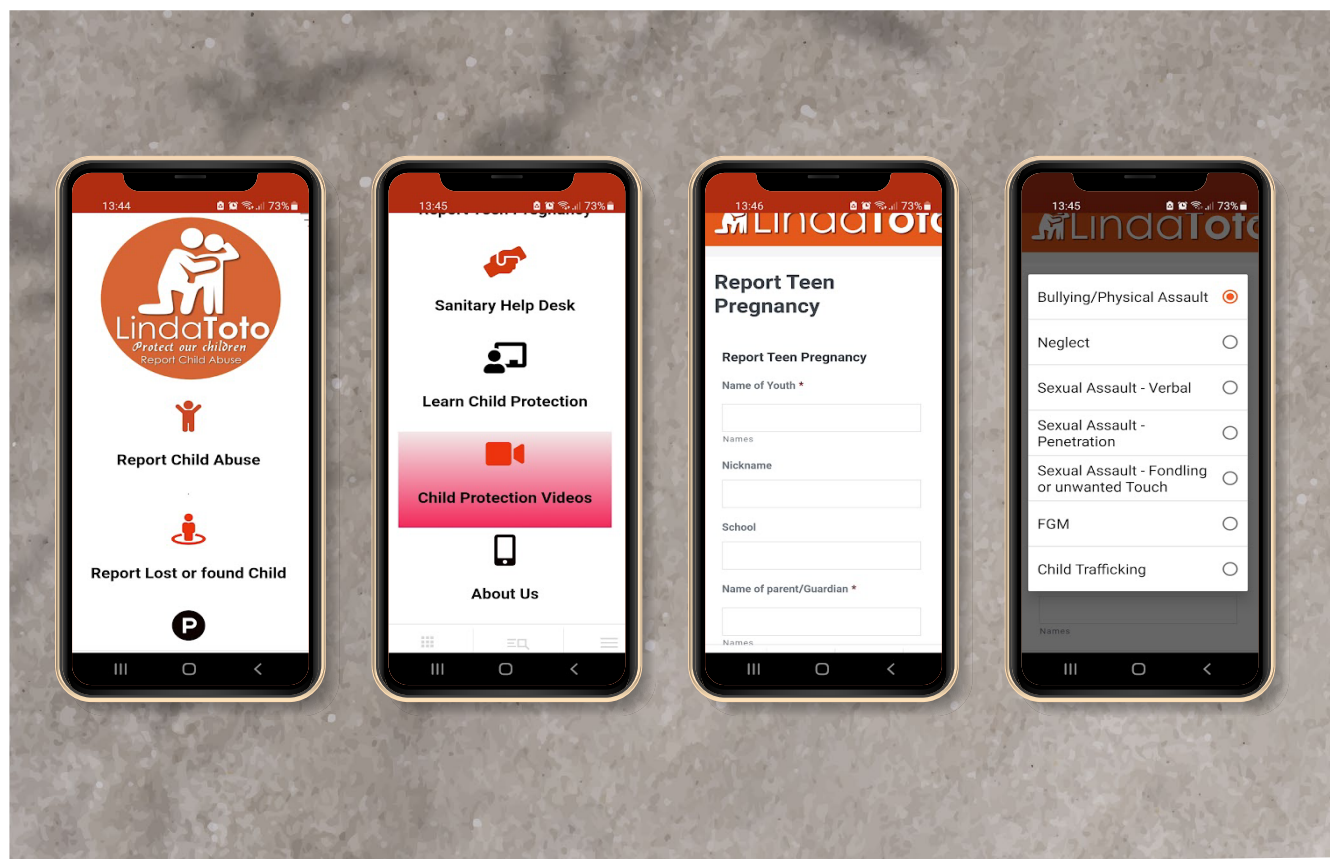 13:44
73%
LindaToto
Protect our children
Report Child Abuse
Report Child Abuse
Report Lost or found Child
P
13:45
73%
Report Teen Pregnancy
Sanitary Help Desk
Learn Child Protection
Child Protection Videos
About Us
13:46
73%
LindaToto
Report Teen
Pregnancy
Report Teen Pregnancy
Name of Youth *
Names
Nickname
School
Name of parent/Guardian *
Names
13:45
73%
LindaToto
Bullying/Physical Assault
Neglect
Sexual Assault - Verbal
Sexual Assault -
Penetration
Sexual Assault - Fondling
or unwanted Touch
FGM
Child Trafficking
Names